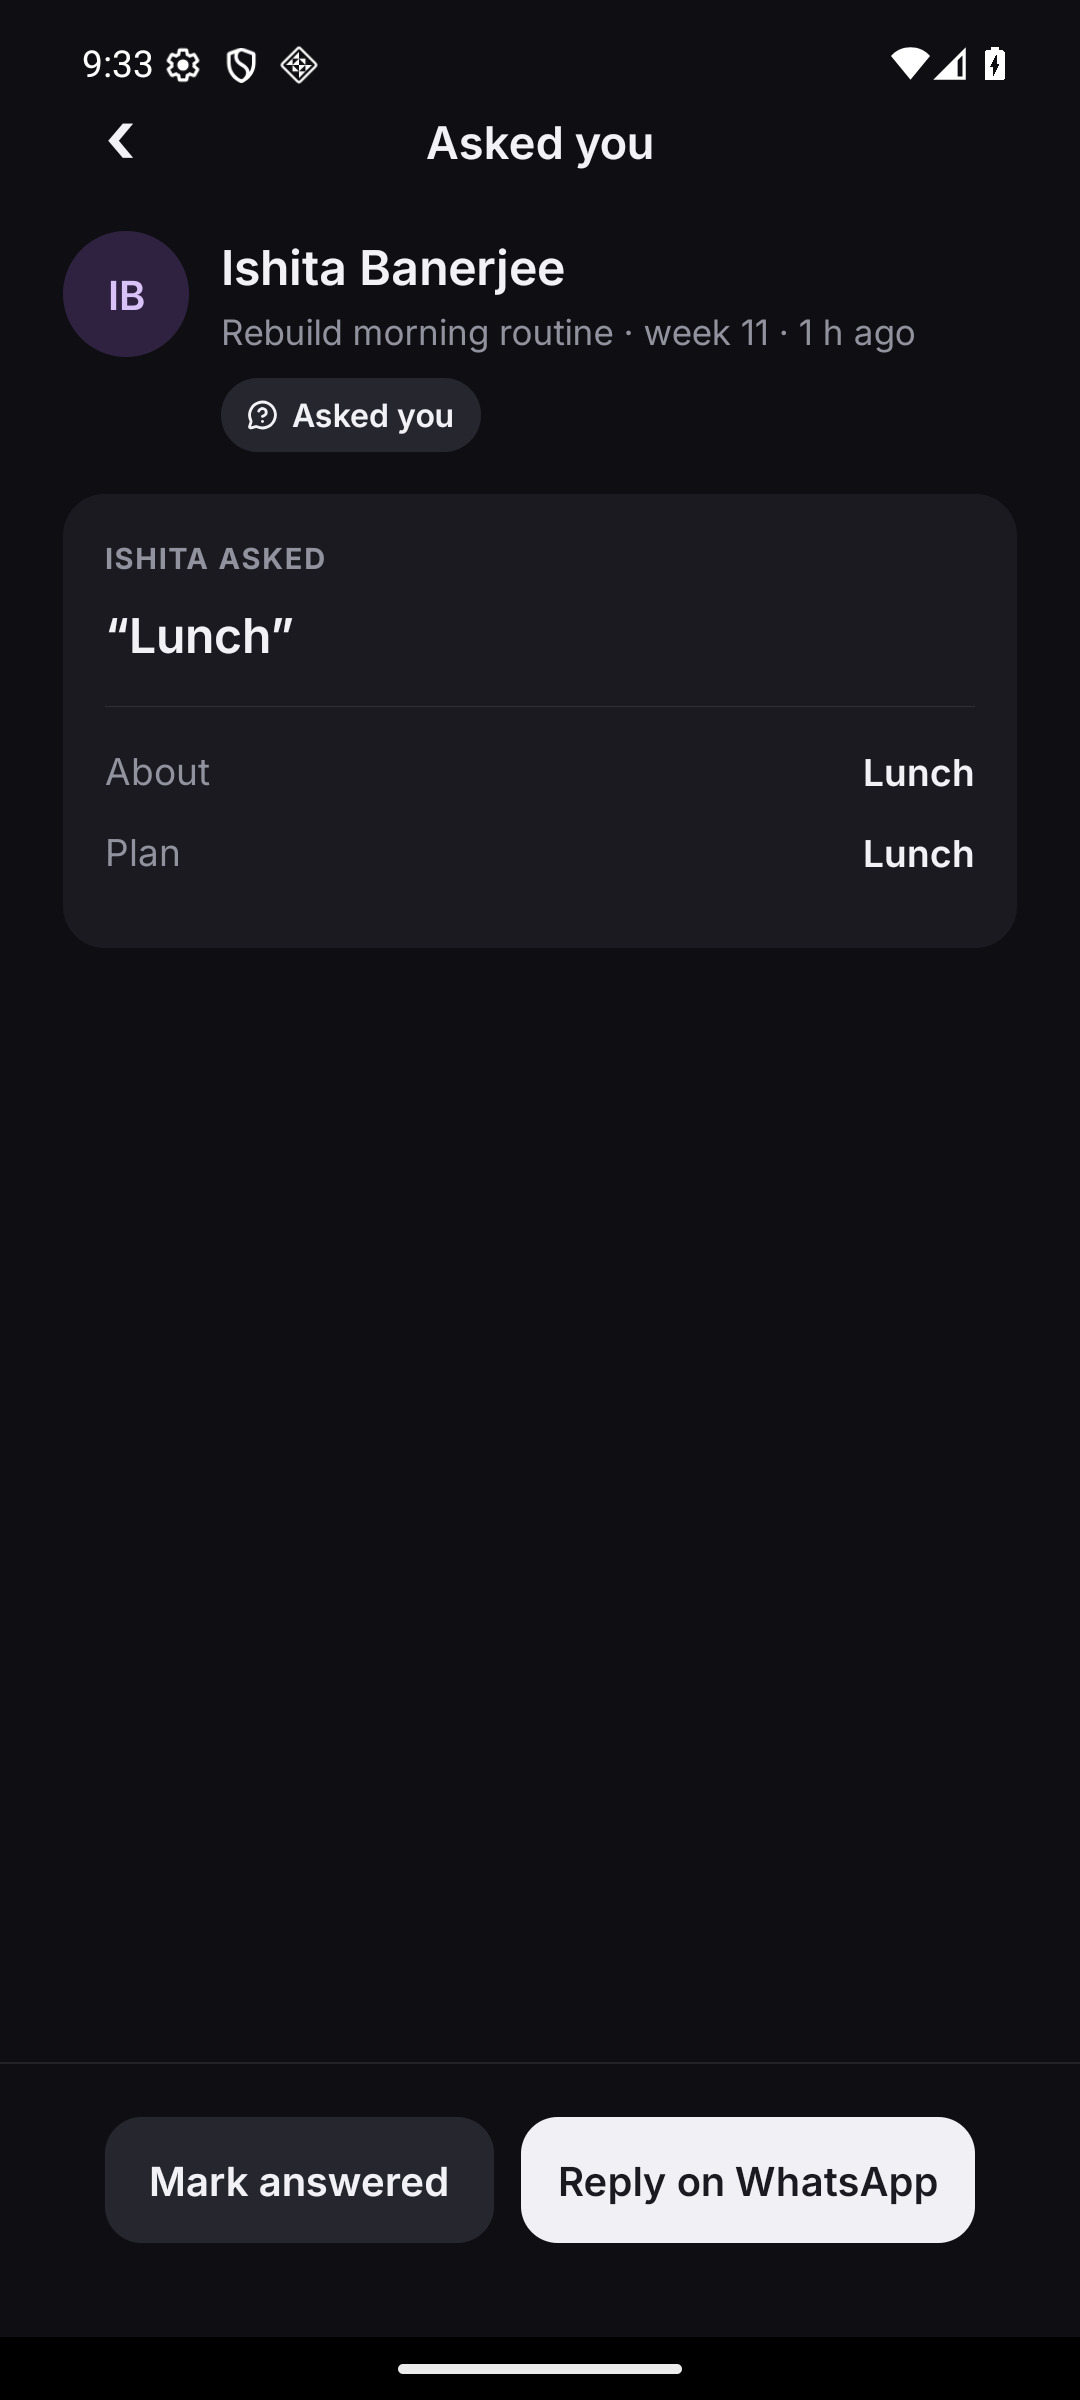 9:33
Asked you
IB
Ishita Banerjee
Rebuild morning routine · week 11 · 1 h ago
Asked you
ISHITA ASKED
“Lunch”
About Lunch
Plan Lunch
Mark answered Reply on WhatsApp